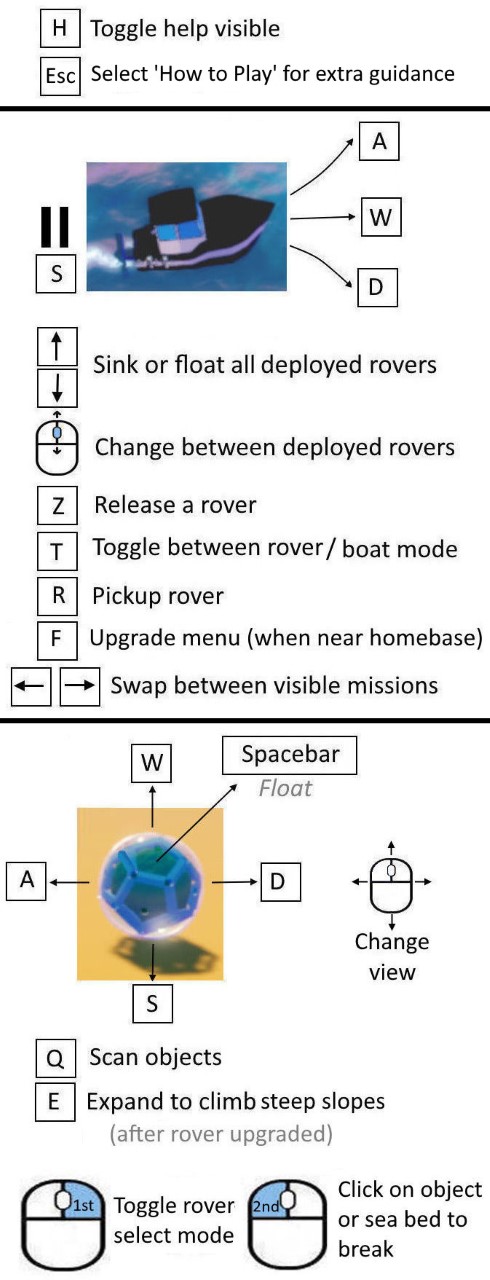 H Toggle help visible
Esc Select 'How to Play' for extra guidance
A
W
S
D
Sink or float all deployed rovers
Change between deployed rovers
Z Release a rover
T Toggle between rover / boat mode
R Pickup rover
F Upgrade menu (when near homebase)
Swap between visible missions
W
Spacebar
Float
A
D
Change
view
S
Q Scan objects
E Expand to climb steep slopes
(after rover upgraded)
1st
Toggle rover
select mode
2nd
Click on object
or sea bed to
break